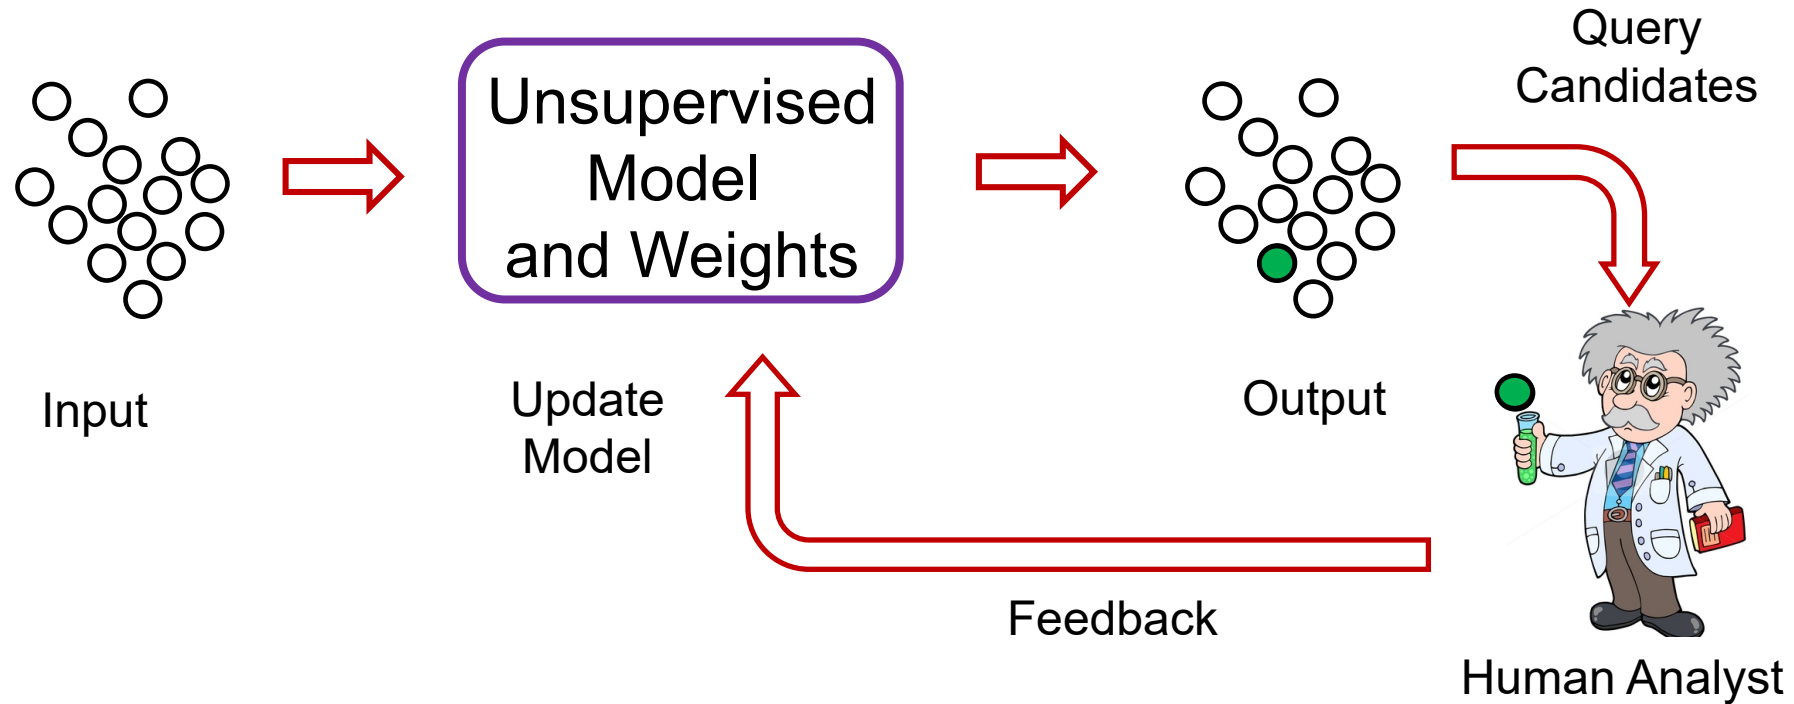 Query
Candidates
Unsupervised
Model
and Weights
Input
Update
Model
Output
Feedback
Human Analyst